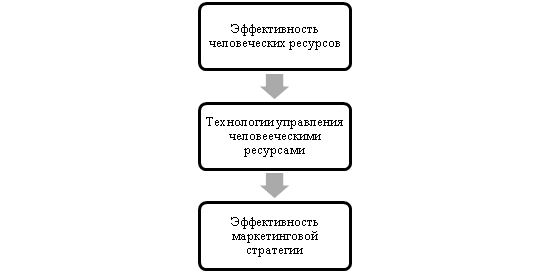 Эффективность
человеческих ресурсов
Технологии управления
человееческими
ресурсами
Эффективность
маркетинговой
стратегии